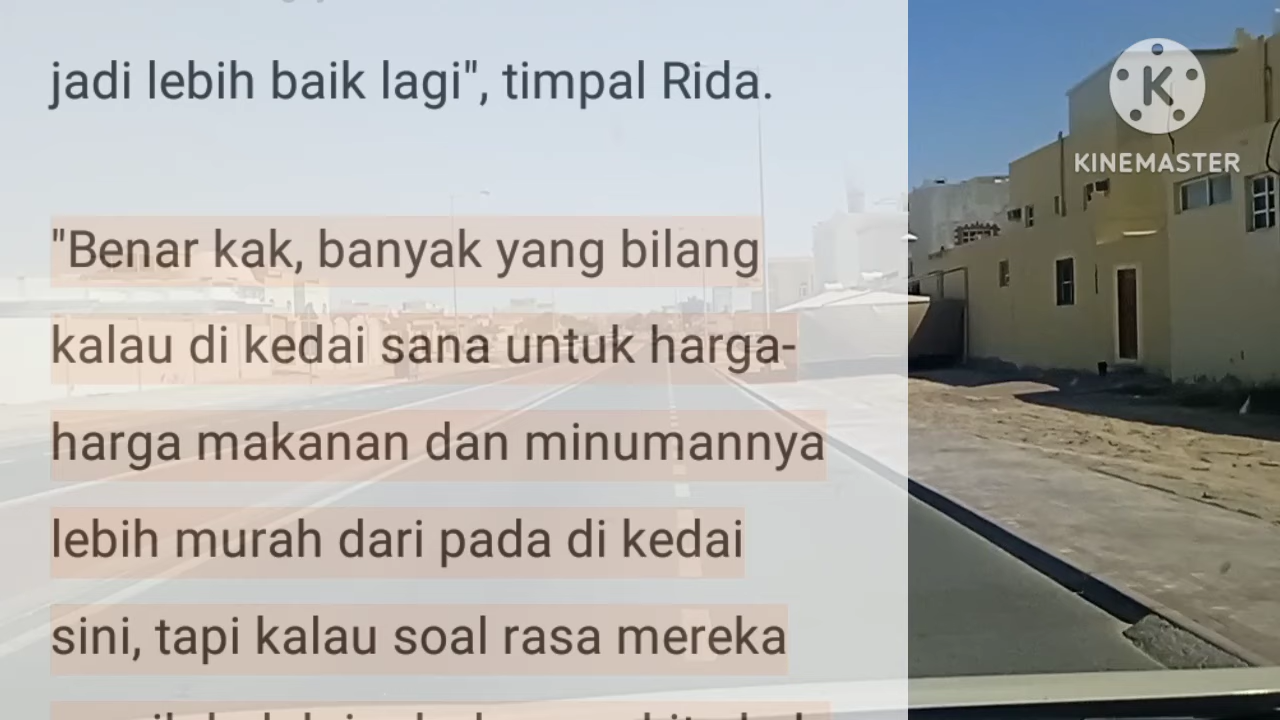 jadi lebih baik lagi", timpal Rida.
"Benar kak, banyak yang bilang
kalau di kedai sana untuk harga-
harga makanan dan minumannya
lebih murah dari pada di kedai
sini, tapi kalau soal rasa mereka
KINEMASTER